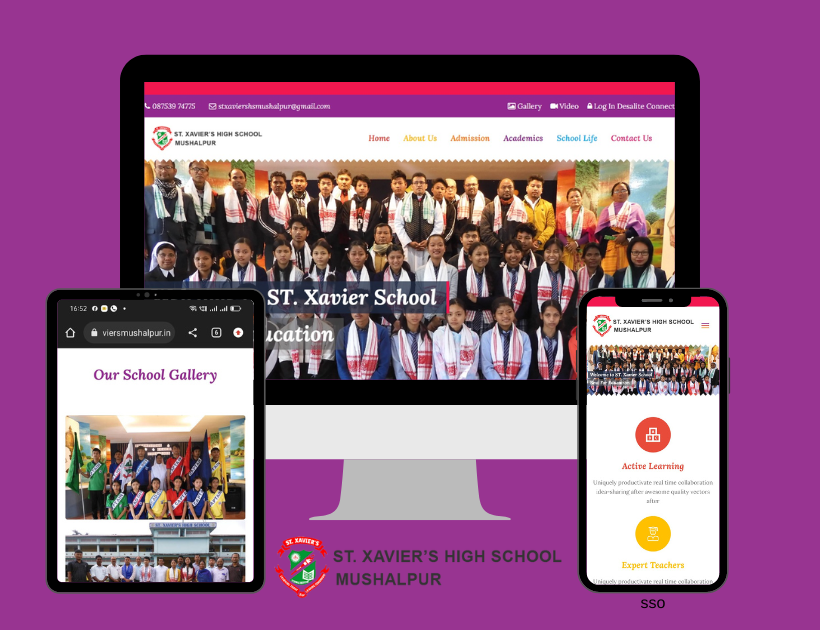 087539 74775 stxaviershsmushalpur@gmail.com Gallery Video Log In Desalite Connect
ST. XAVIER'S HIGH SCHOOL
MUSHALPUR
Home About Us Admission Academics School Life Contact Us
ST. Xavier School
ucation
16:52
viersmushalpur.in 6
Our School Gallery
ST. XAVIER'S HIGH SCHOOL
MUSHALPUR
Welcome to ST. Xavier School
Best For Education
Active Learning
Uniquely productivate real time collaboration
idea-sharing after awesome quality vectors
after
Expert Teachers
Uniquely productivate real time collaboration
ST. XAVIER'S
ST. XAVIER'S HIGH SCHOOL
MUSHALPUR
SSO